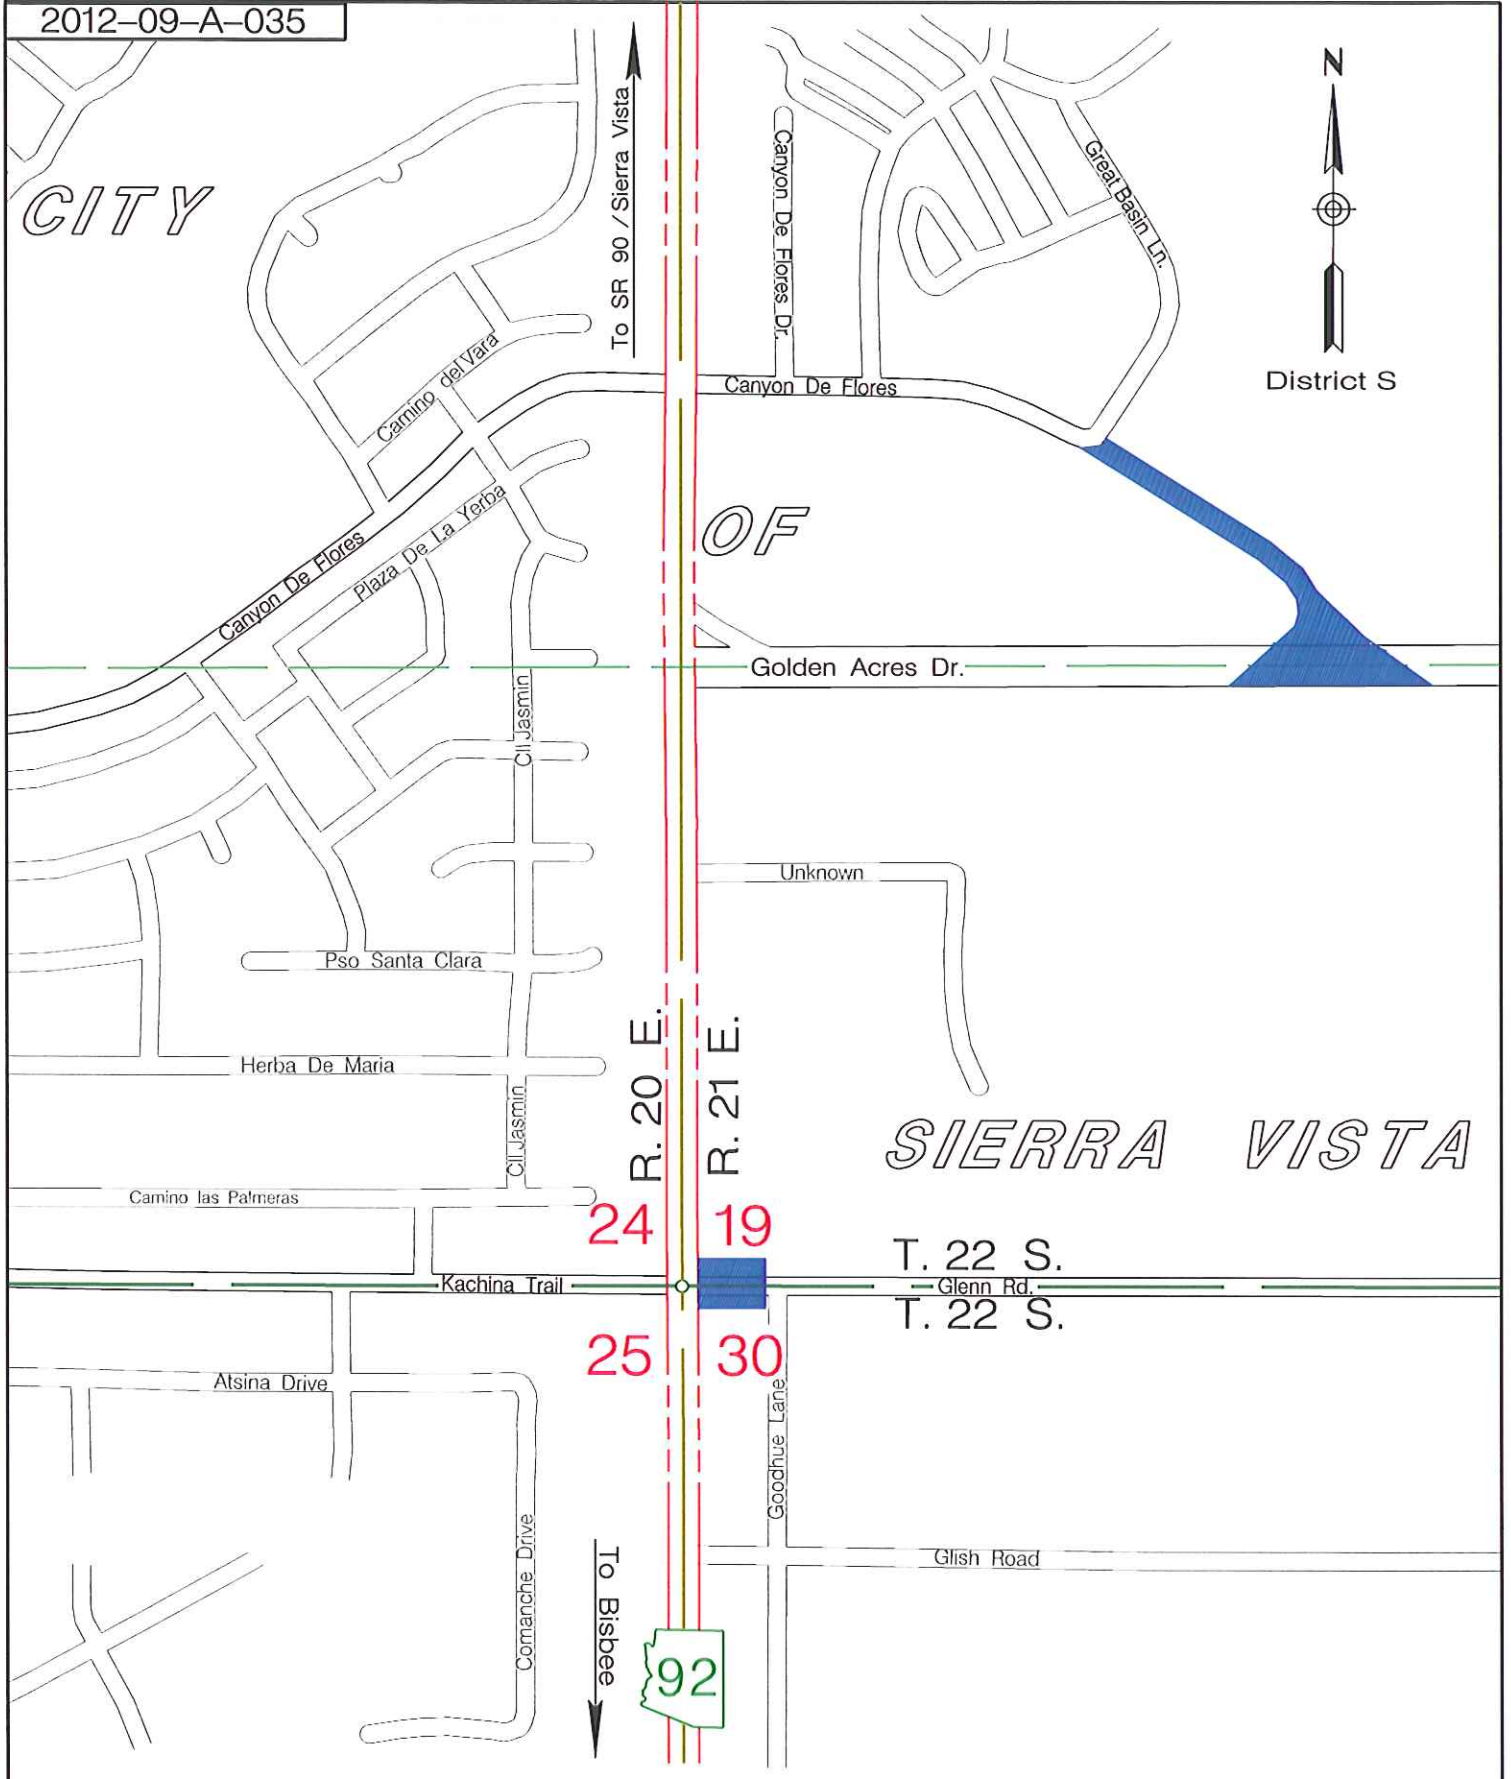 2012-09-A-035
N
District S
CITY
OF
SIERRA VISTA
To SR 90 / Sierra Vista
Canyon De Flores Dr.
Great Basin Ln.
Camino del Vara
Canyon De Flores
Plaza De La Yerba
Canyon De Flores
Golden Acres Dr.
Cll Jasmin
Unknown
Pso Santa Clara
R. 20 E.
R. 21 E.
Herba De Maria
Cll Jasmin
Camino las Palmeras
24
19
T. 22 S.
Kachina Trail
Glenn Rd.
T. 22 S.
25
30
Atsina Drive
Goodhue Lane
Comanche Drive
To Bisbee
Glish Road
92